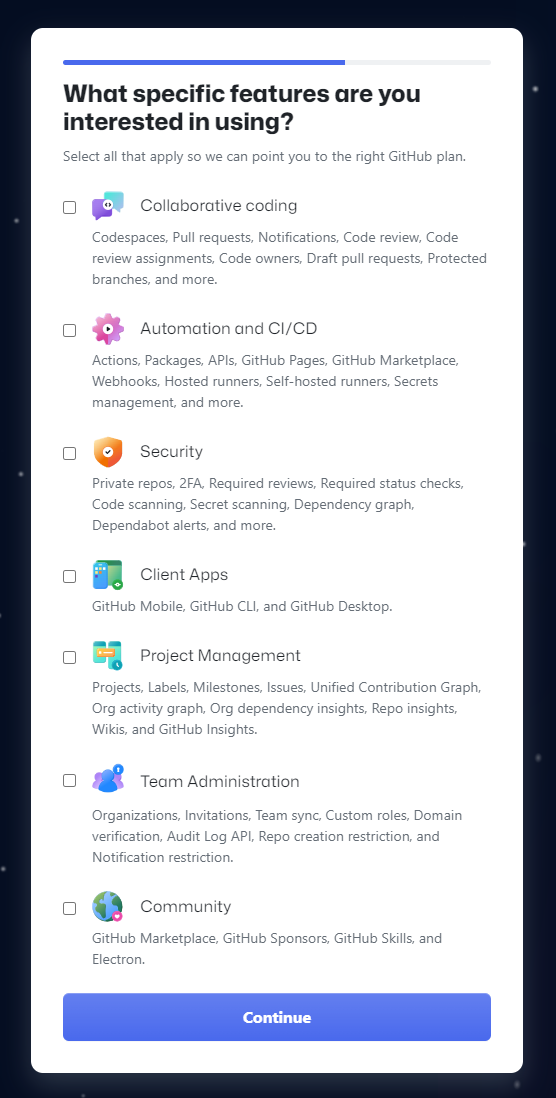 What specific features are you
interested in using?
Select all that apply so we can point you to the right GitHub plan.
Collaborative coding
Codespaces, Pull requests, Notifications, Code review, Code
review assignments, Code owners, Draft pull requests, Protected
branches, and more.
Automation and CI/CD
Actions, Packages, APIs, GitHub Pages, GitHub Marketplace,
Webhooks, Hosted runners, Self-hosted runners, Secrets
management, and more.
Security
Private repos, 2FA, Required reviews, Required status checks,
Code scanning, Secret scanning, Dependency graph,
Dependabot alerts, and more.
Client Apps
GitHub Mobile, GitHub CLI, and GitHub Desktop.
Project Management
Projects, Labels, Milestones, Issues, Unified Contribution Graph,
Org activity graph, Org dependency insights, Repo insights,
Wikis, and GitHub Insights.
Team Administration
Organizations, Invitations, Team sync, Custom roles, Domain
verification, Audit Log API, Repo creation restriction, and
Notification restriction.
Community
GitHub Marketplace, GitHub Sponsors, GitHub Skills, and
Electron.
Continue